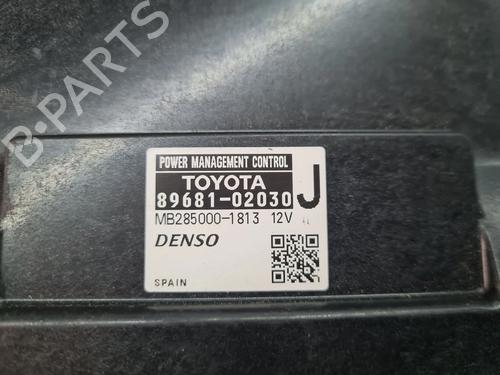 B-PARTS
POWER MANAGEMENT CONTROL
TOYOTA
89681-02030 J
MB285000-1813 12V
DENSO
SPAIN